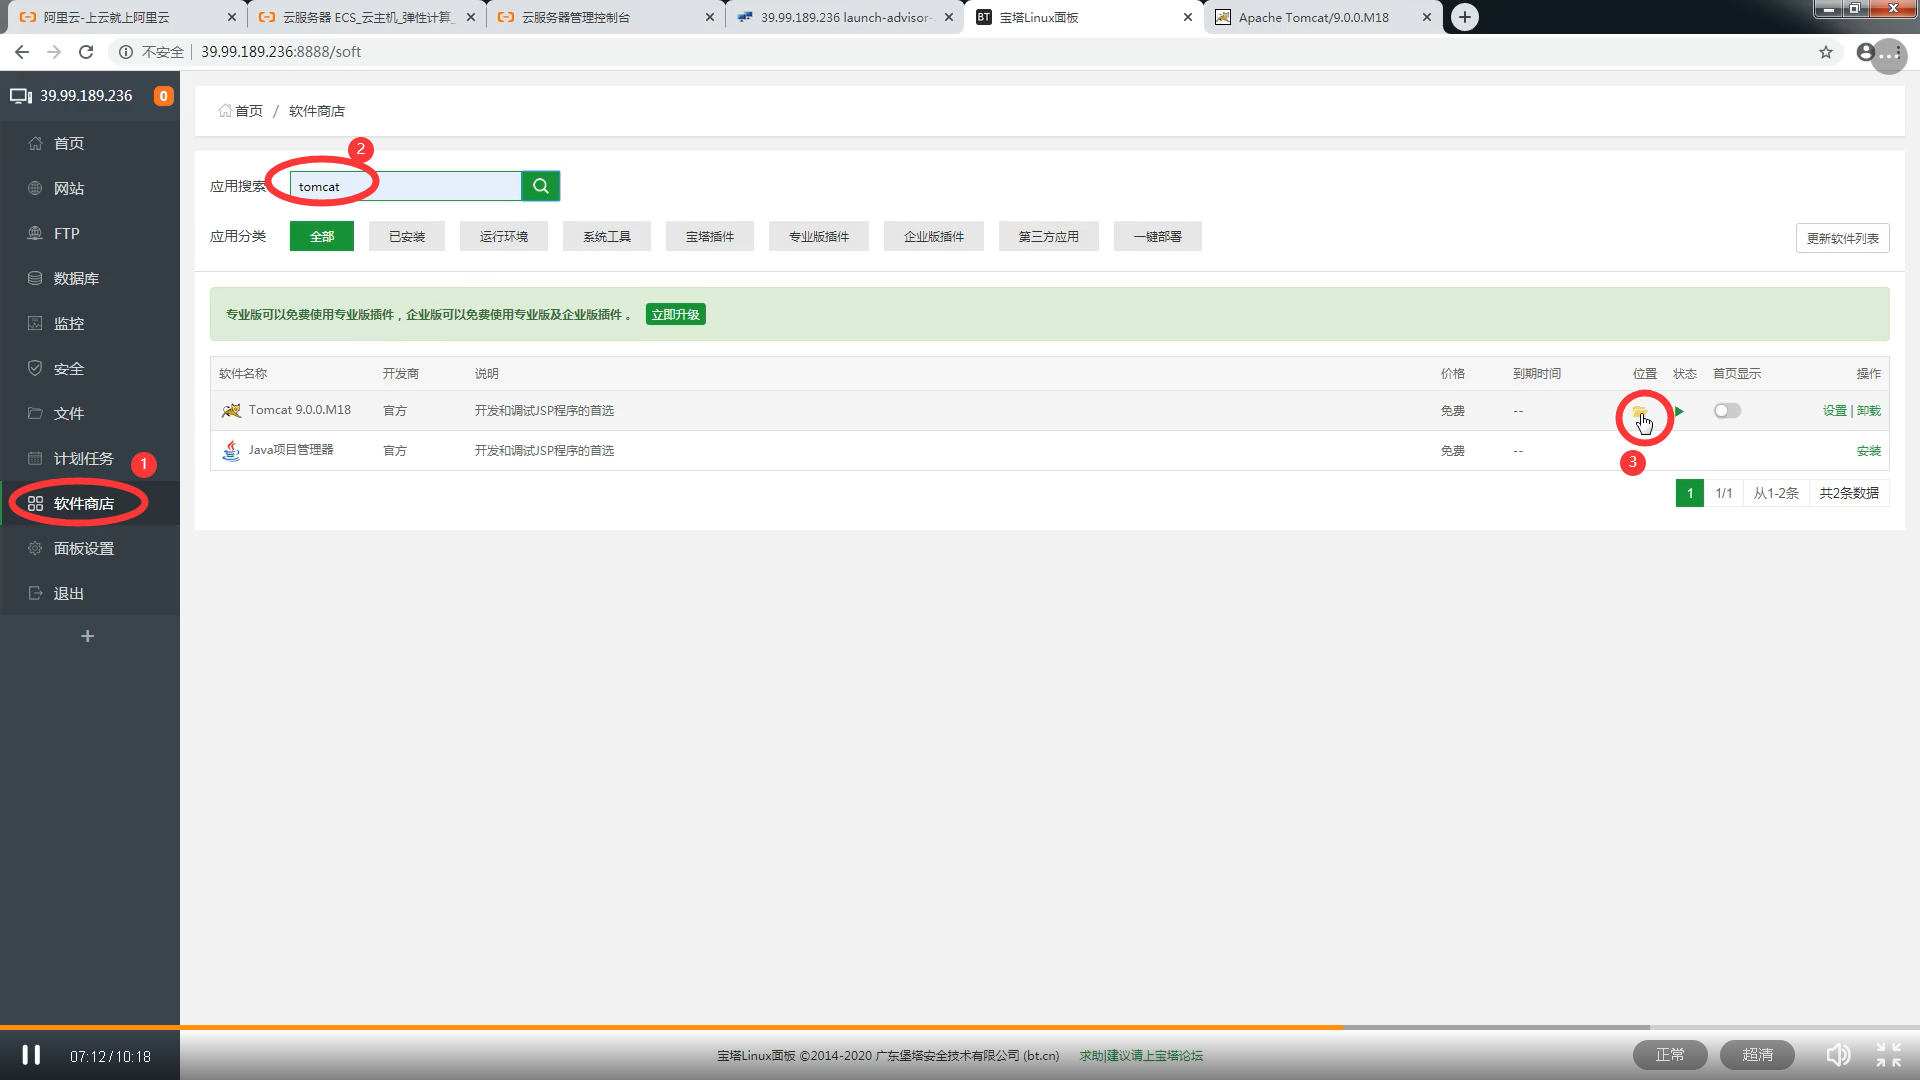 阿里云-上云就上阿里云
云服务器 ECS_云主机_弹性计算_
云服务器管理控制台
39.99.189.236 launch-advisor-
宝塔Linux面板
Apache Tomcat/9.0.0.M18
不安全 39.99.189.236:8888/soft
39.99.189.236
0
首页
网站
FTP
数据库
监控
安全
文件
计划任务
1
软件商店
面板设置
退出
首页 / 软件商店
2
应用搜索 tomcat
应用分类 全部 已安装 运行环境 系统工具 宝塔插件 专业版插件 企业版插件 第三方应用 一键部署 更新软件列表
专业版可以免费使用专业版插件，企业版可以免费使用专业版及企业版插件。 立即升级
软件名称 开发商 说明 价格 到期时间 位置 状态 首页显示 操作
Tomcat 9.0.0.M18 官方 开发和调试JSP程序的首选 免费 -- 设置 | 卸载
Java项目管理器 官方 开发和调试JSP程序的首选 免费 -- 安装
3
1 1/1 从1-2条 共2条数据
07:12/10:18
宝塔Linux面板 ©2014-2020 广东堡塔安全技术有限公司 (bt.cn) 求助|建议请上宝塔论坛
正常 超清